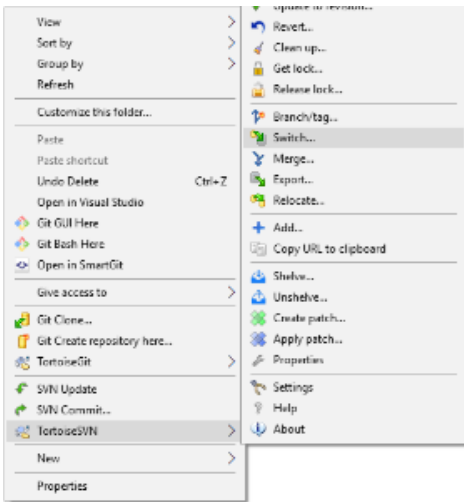 View
Sort by
Group by
Refresh
Customize this folder...
Paste
Paste shortcut
Undo Delete Ctrl+Z
Open in Visual Studio
Git GUI Here
Git Bash Here
Open in SmartGit
Give access to
Git Clone...
Git Create repository here...
TortoiseGit
SVN Update
SVN Commit...
TortoiseSVN
New
Properties
Update to revision...
Revert...
Clean up...
Get lock...
Release lock...
Branch/tag...
Switch...
Merge...
Export...
Relocate...
Add...
Copy URL to clipboard
Shelve...
Unshelve...
Create patch...
Apply patch...
Properties
Settings
Help
About